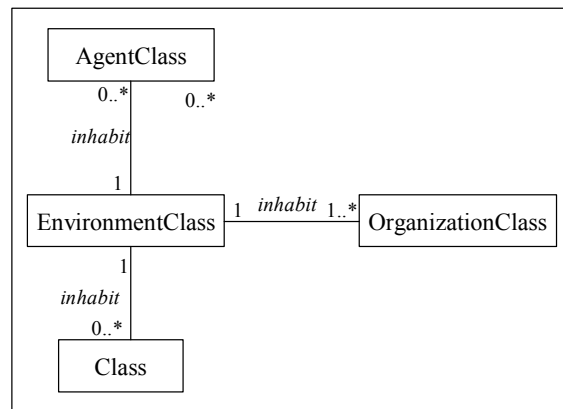 AgentClass
0..* 0..*
inhabit
1
EnvironmentClass 1 inhabit 1..* OrganizationClass
1
inhabit
0..*
Class